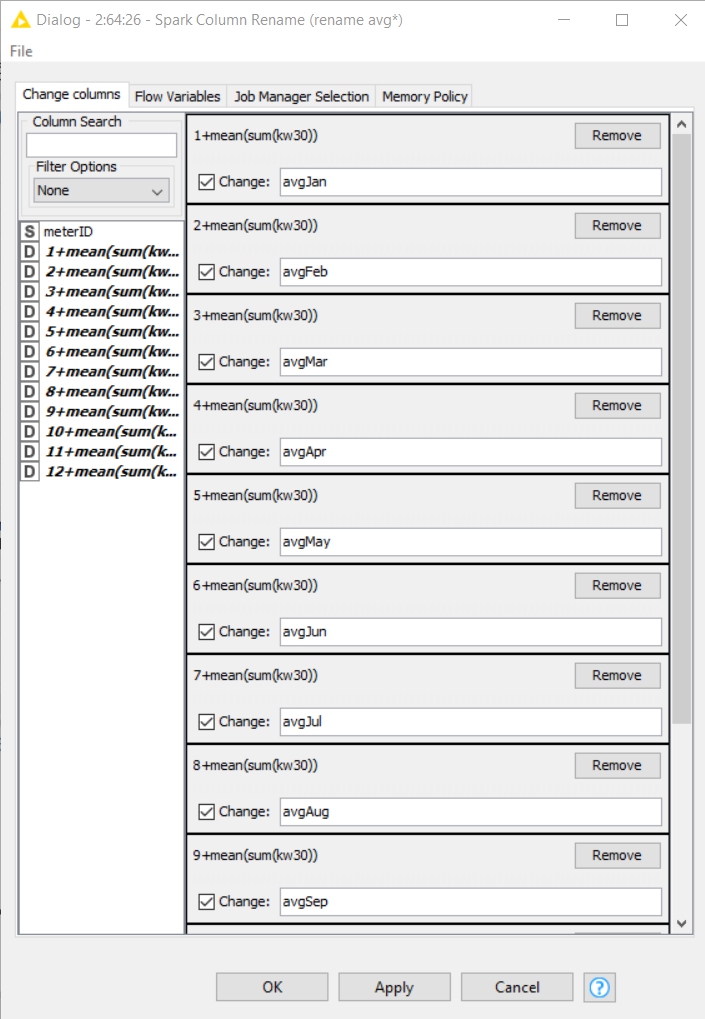 Dialog - 2:64:26 - Spark Column Rename (rename avg*)
File
Change columns Flow Variables Job Manager Selection Memory Policy
Column Search
Filter Options
None
S meterID
D 1+mean(sum(kw...
D 2+mean(sum(kw...
D 3+mean(sum(kw...
D 4+mean(sum(kw...
D 5+mean(sum(kw...
D 6+mean(sum(kw...
D 7+mean(sum(kw...
D 8+mean(sum(kw...
D 9+mean(sum(kw...
D 10+mean(sum(k...
D 11+mean(sum(k...
D 12+mean(sum(k...
1+mean(sum(kw30)) Remove
Change: avgJan
2+mean(sum(kw30)) Remove
Change: avgFeb
3+mean(sum(kw30)) Remove
Change: avgMar
4+mean(sum(kw30)) Remove
Change: avgApr
5+mean(sum(kw30)) Remove
Change: avgMay
6+mean(sum(kw30)) Remove
Change: avgJun
7+mean(sum(kw30)) Remove
Change: avgJul
8+mean(sum(kw30)) Remove
Change: avgAug
9+mean(sum(kw30)) Remove
Change: avgSep
OK Apply Cancel ?